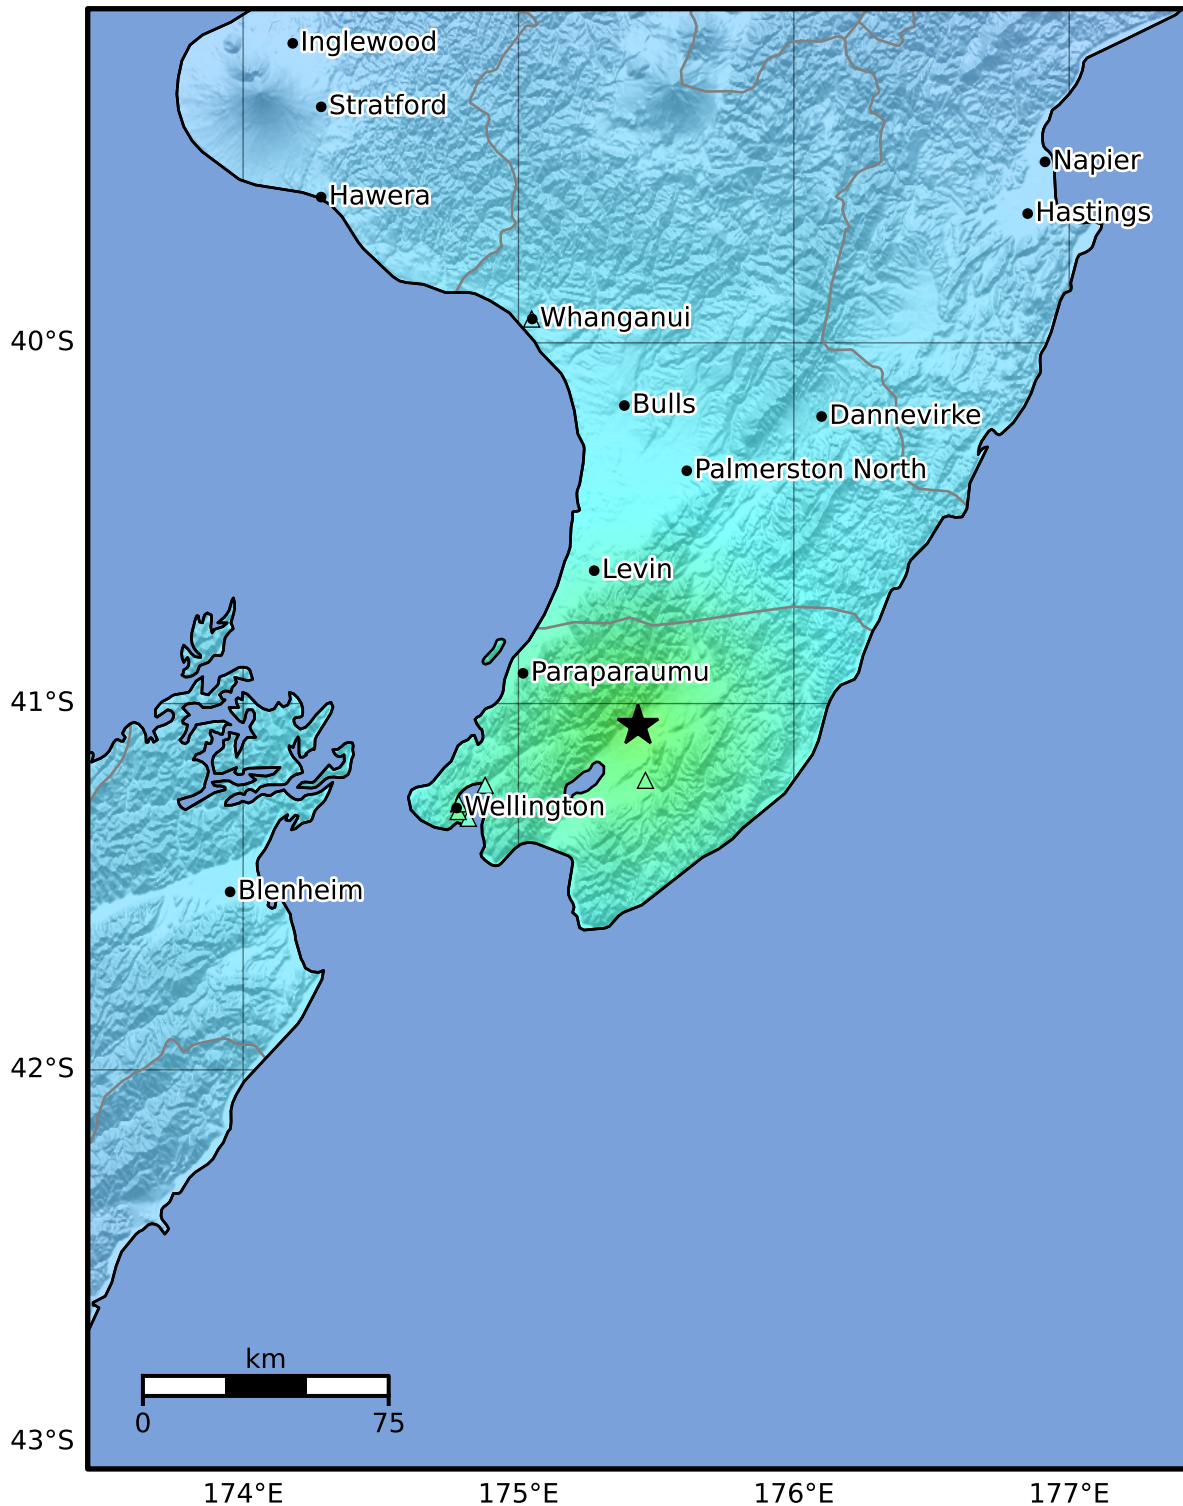 Inglewood
Stratford
Napier
Hawera
Hastings
Whanganui
40°S
Bulls
Dannevirke
Palmerston North
Levin
Paraparaumu
41°S
Wellington
Blenheim
42°S
km
0 75
43°S
174°E 175°E 176°E 177°E